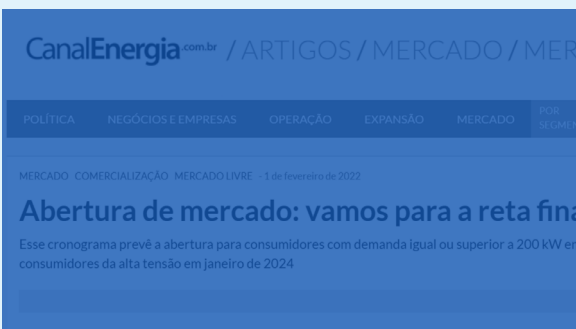 CanalEnergia.com.br / ARTIGOS / MERCADO / MER
POLÍTICA NEGÓCIOS E EMPRESAS OPERAÇÃO EXPANSÃO MERCADO POR
SEGMEN
MERCADO COMERCIALIZAÇÃO MERCADO LIVRE - 1 de fevereiro de 2022
Abertura de mercado: vamos para a reta fina
Esse cronograma prevê a abertura para consumidores com demanda igual ou superior a 200 kW em
consumidores da alta tensão em janeiro de 2024